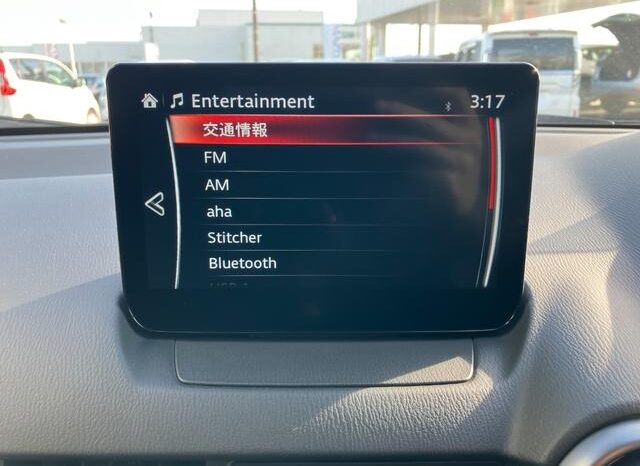 Entertainment 3:17
交通情報
FM
AM
aha
Stitcher
Bluetooth